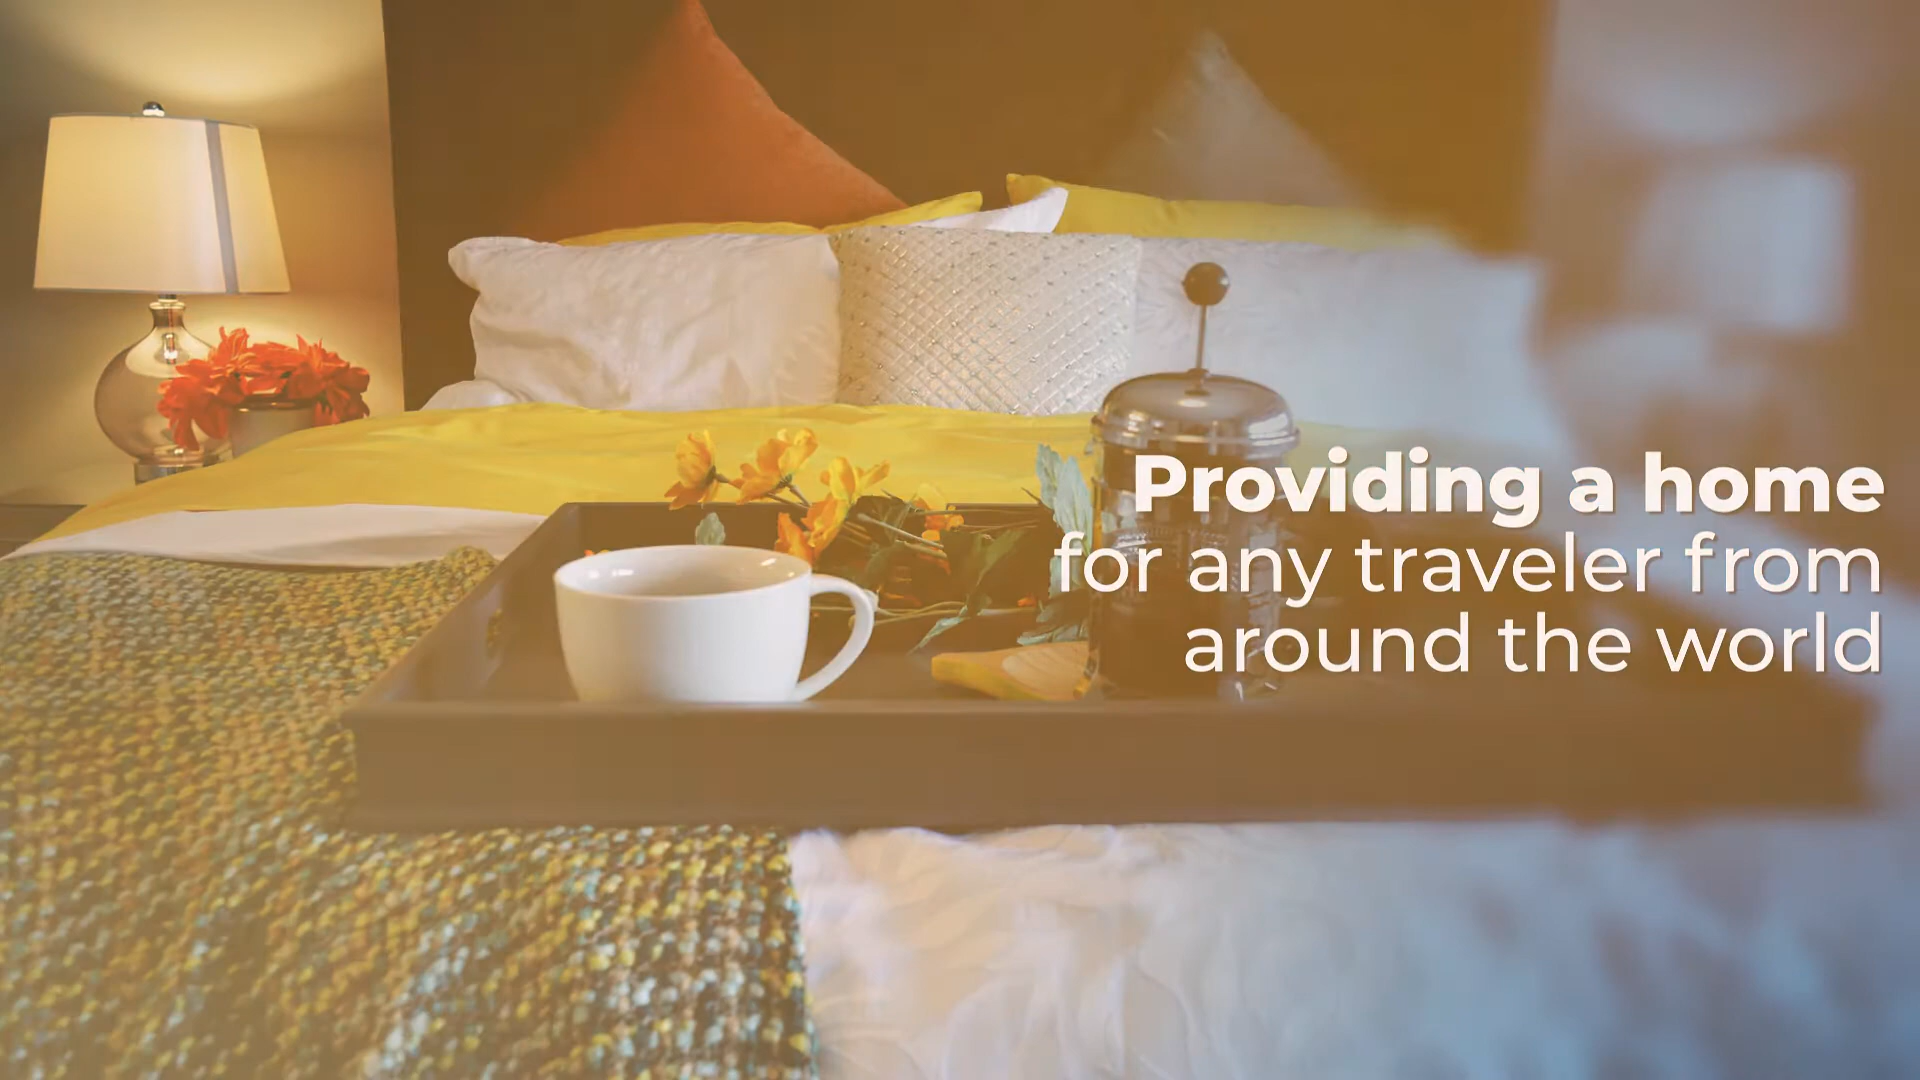 Providing a home
for any traveler from
around the world